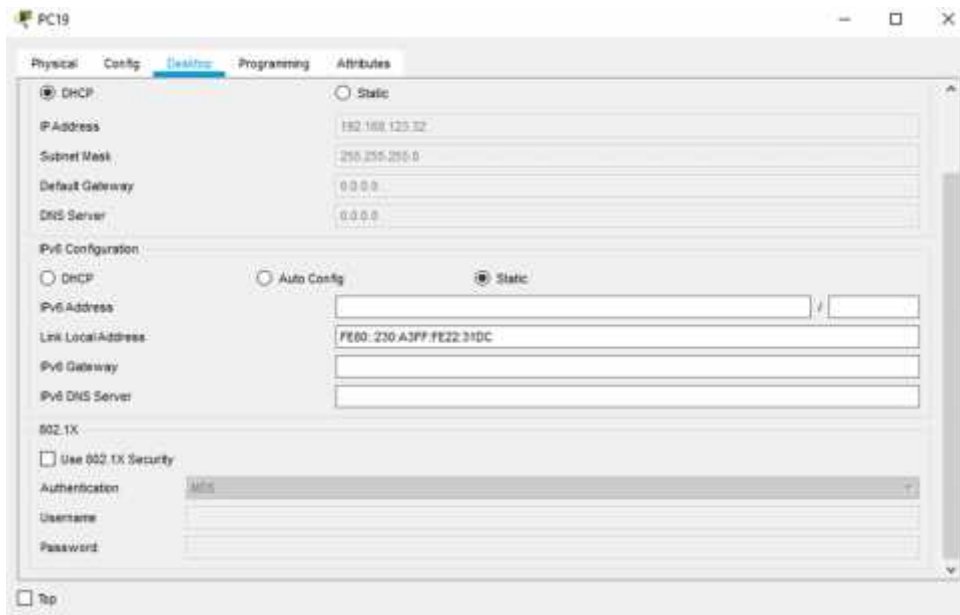 PC19
Physical Config Desktop Programming Attributes
DHCP Static
IP Address 192.168.123.32
Subnet Mask 255.255.255.0
Default Gateway 0.0.0.0
DNS Server 0.0.0.0
IPv6 Configuration
DHCP Auto Config Static
IPv6 Address /
Link Local Address FE80::230:A3FF:FE22:31DC
IPv6 Gateway
IPv6 DNS Server
802.1X
Use 802.1X Security
Authentication MD5
Username
Password
Top